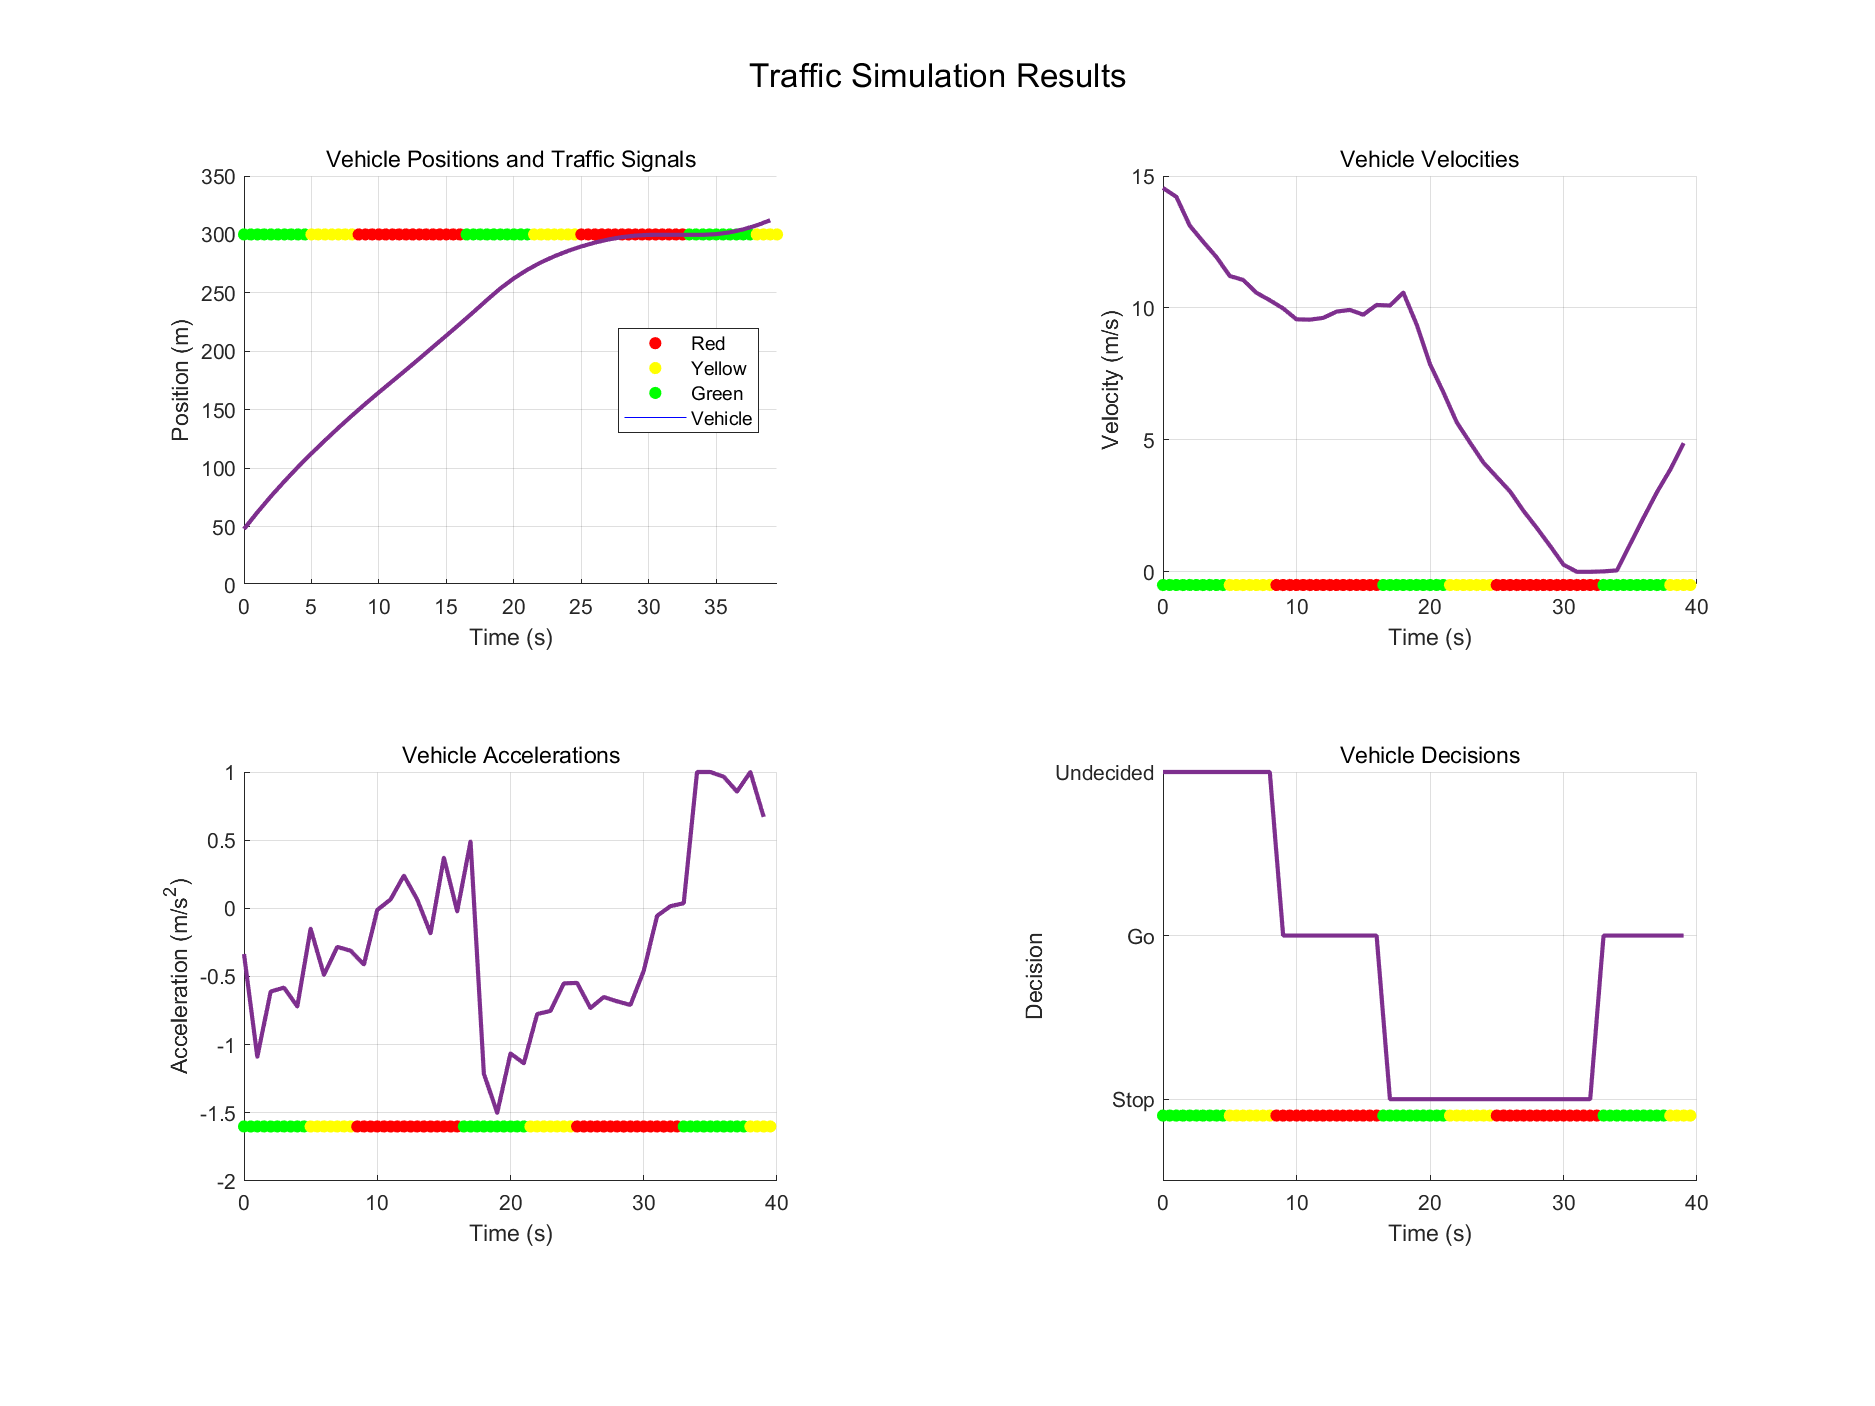 Traffic Simulation Results
Vehicle Positions and Traffic Signals
350
300
250
200
150
100
50
0
0 5 10 15 20 25 30 35
Position (m)
Time (s)
Red
Yellow
Green
Vehicle
Vehicle Velocities
15
10
5
0
0 10 20 30 40
Velocity (m/s)
Time (s)
Vehicle Accelerations
1
0.5
0
-0.5
-1
-1.5
-2
0 10 20 30 40
Acceleration (m/s²)
Time (s)
Vehicle Decisions
Undecided
Go
Stop
0 10 20 30 40
Decision
Time (s)